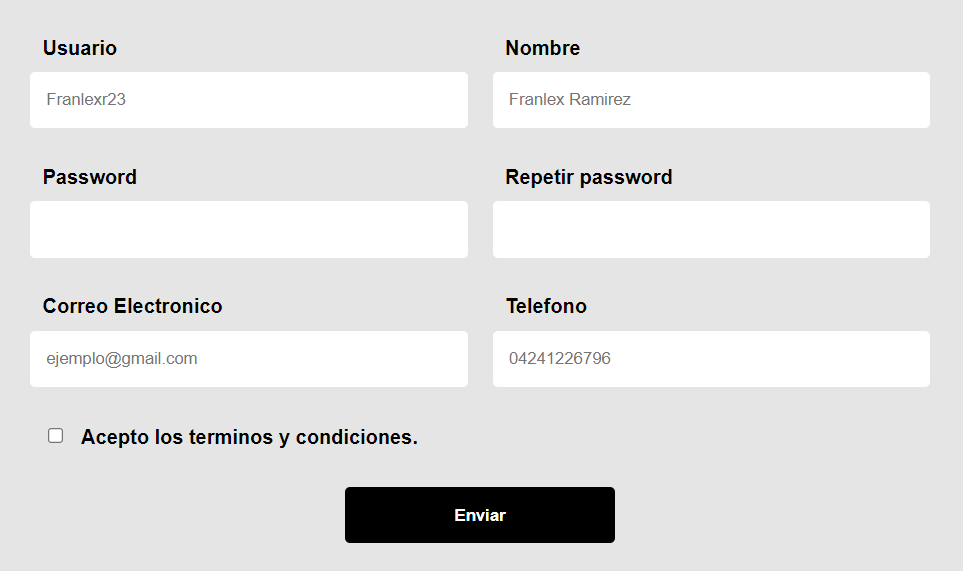 Usuario
Nombre
Franlexr23
Franlex Ramirez
Password
Repetir password
Correo Electronico
Telefono
ejemplo@gmail.com
04241226796
Acepto los terminos y condiciones.
Enviar